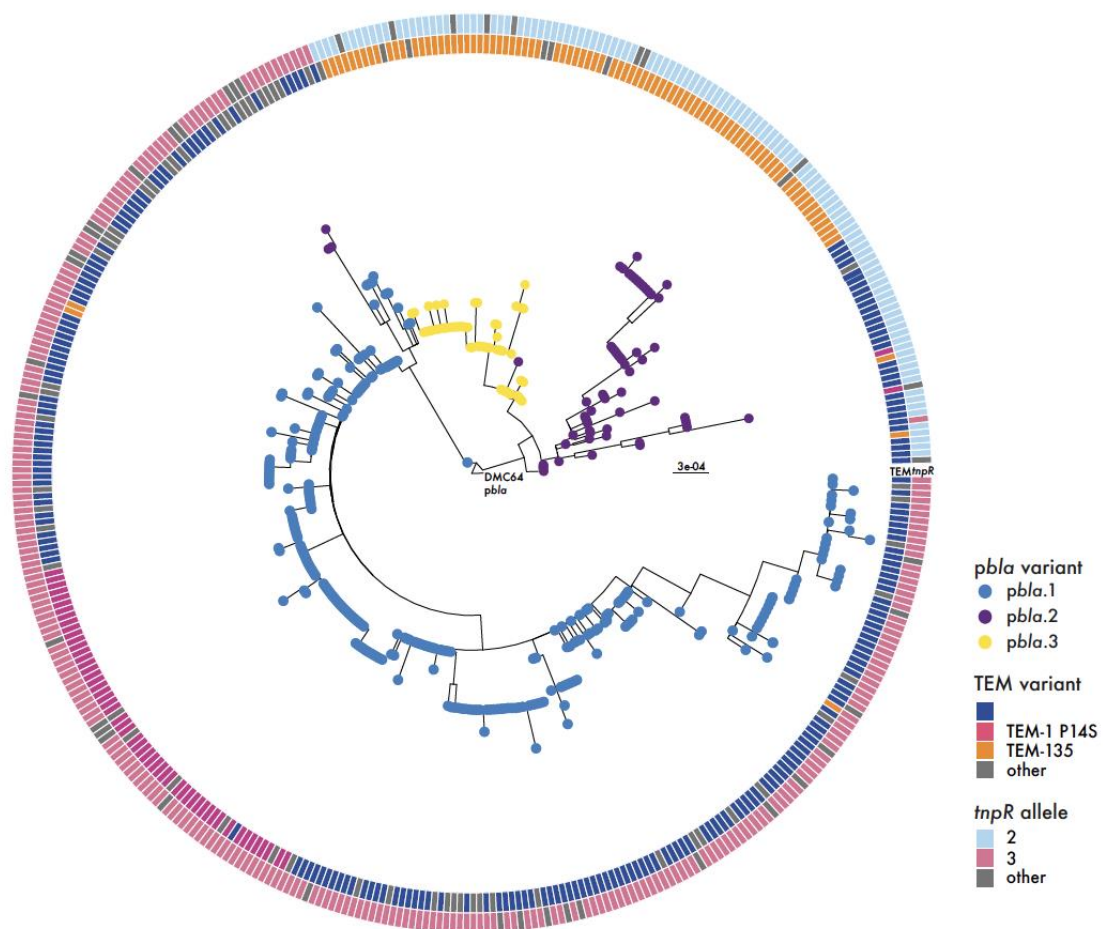 DMC64
pbla
3e-04
TEM tnpR
pbla variant
pbla.1
pbla.2
pbla.3
TEM variant
TEM-1 P14S
TEM-135
other
tnpR allele
2
3
other